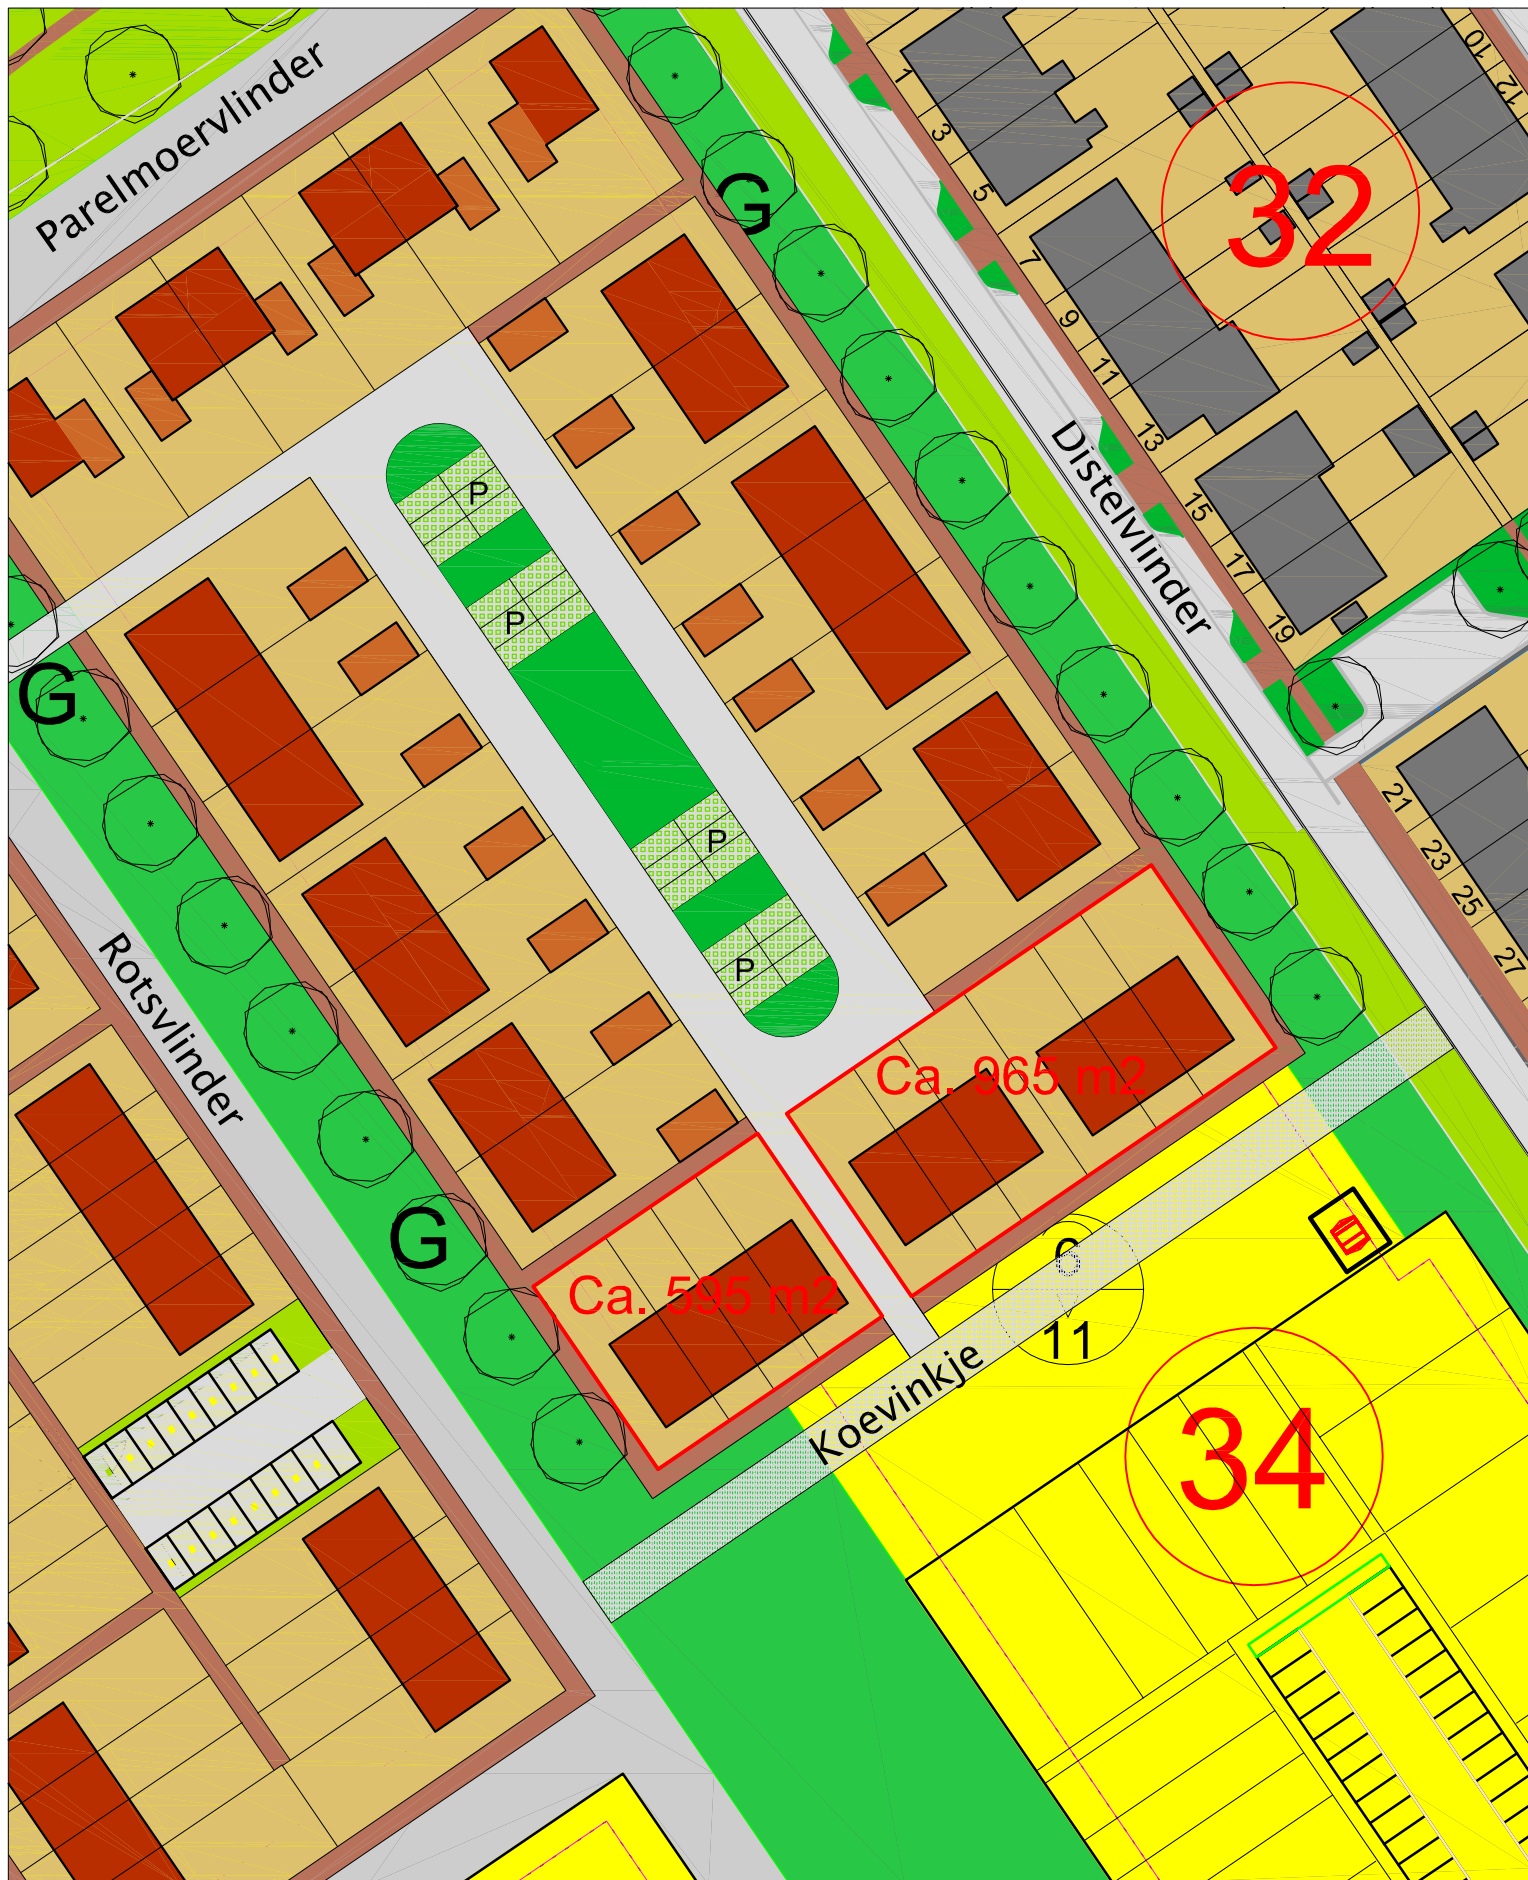 Parelmoervlinder
G
32
1
3
5
7
9
11
13
15
17
19
10
12
Distelvlinder
P
P
P
P
G
21
23
25
27
Rotsvlinder
G
Ca. 965 m2
Ca. 595 m2
6
11
Koevinkje
34